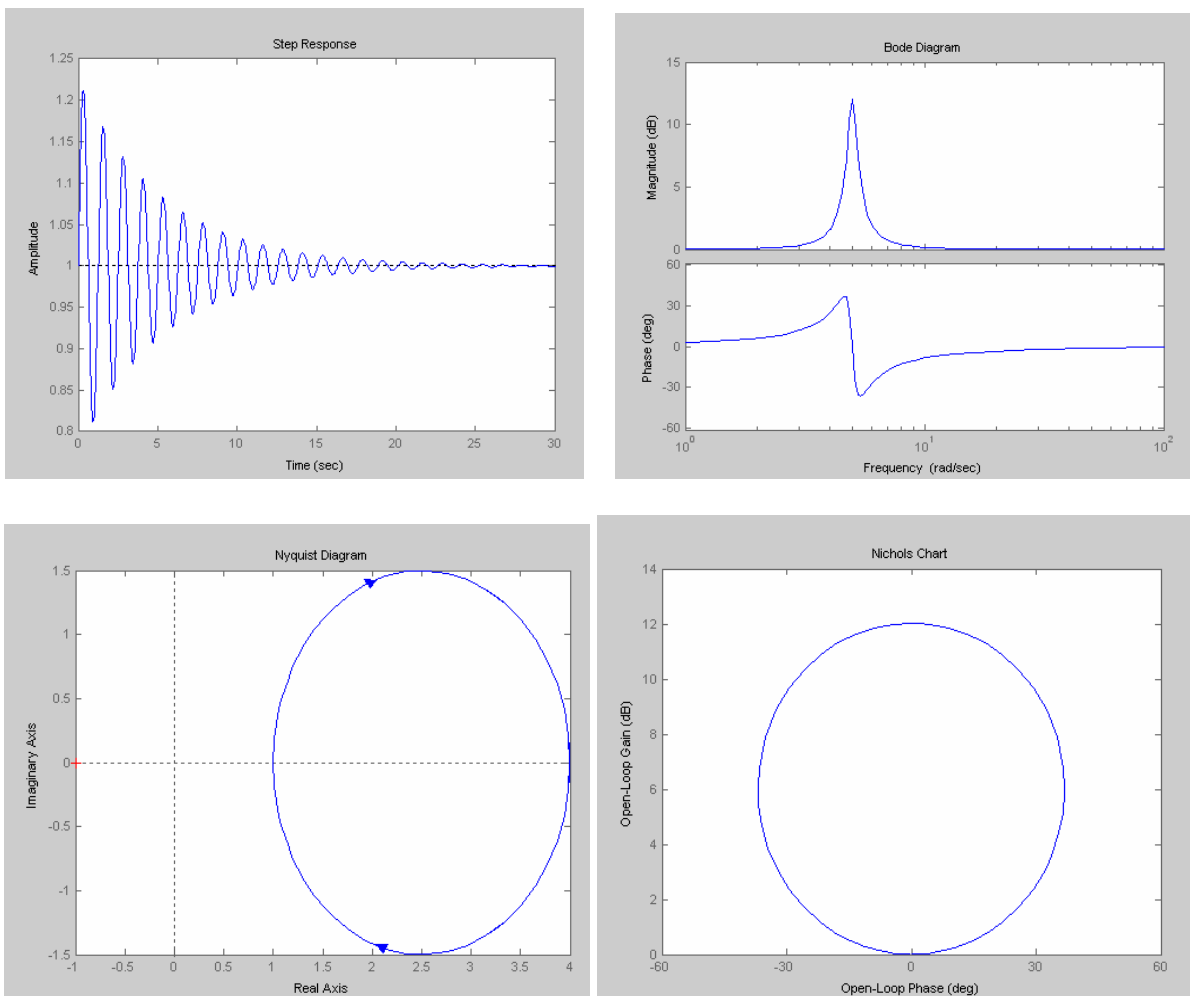 Step Response
1.25
1.2
1.15
1.1
1.05
1
0.95
0.9
0.85
0.8
Amplitude
0 5 10 15 20 25 30
Time (sec)
Bode Diagram
15
10
5
0
Magnitude (dB)
60
30
0
-30
-60
Phase (deg)
10^0 10^1 10^2
Frequency (rad/sec)
Nyquist Diagram
1.5
1
0.5
0
-0.5
-1
-1.5
Imaginary Axis
-1 -0.5 0 0.5 1 1.5 2 2.5 3 3.5 4
Real Axis
Nichols Chart
14
12
10
8
6
4
2
0
Open-Loop Gain (dB)
-60 -30 0 30 60
Open-Loop Phase (deg)